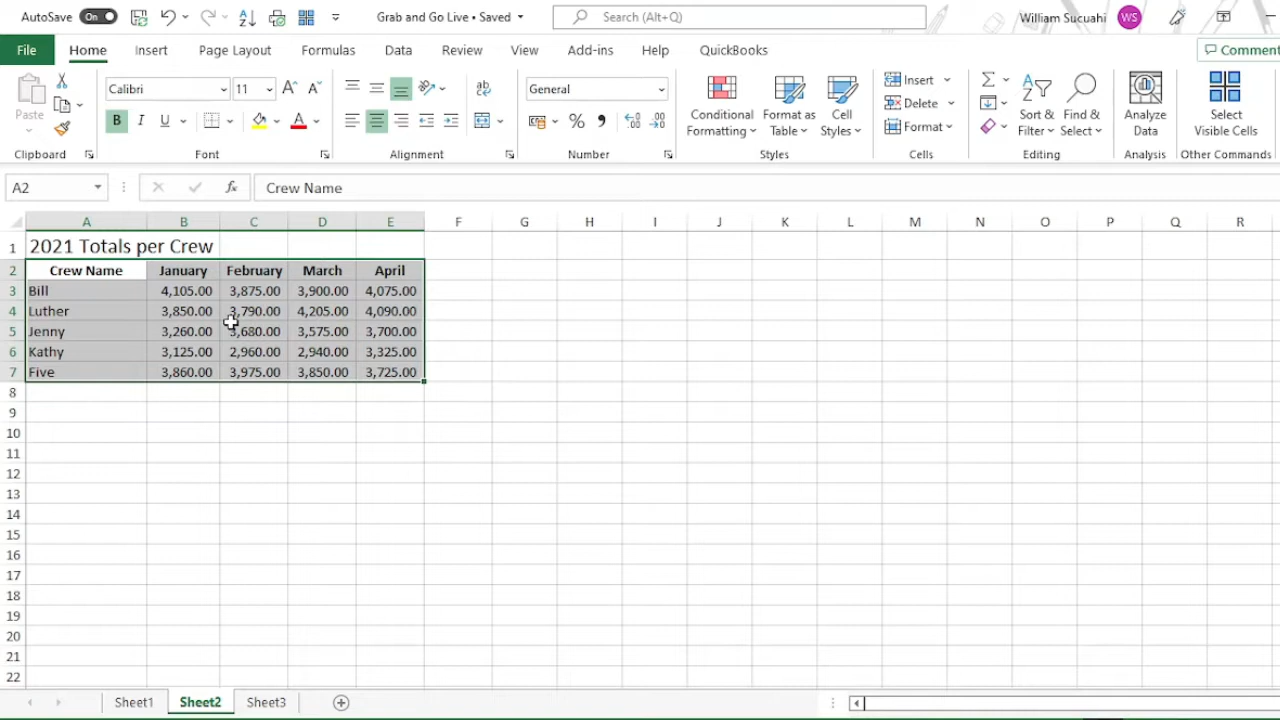 AutoSave On Grab and Go Live • Saved Search (Alt+Q) William Sucuahi WS
File Home Insert Page Layout Formulas Data Review View Add-ins Help QuickBooks Comment
Paste Calibri 11 General Conditional Formatting Format as Table Cell Styles Insert Delete Format Sort & Filter Find & Select Analyze Data Select Visible Cells
B I U A % 9
Clipboard Font Alignment Number Styles Cells Editing Analysis Other Commands
A2 fx Crew Name
A B C D E F G H I J K L M N O P Q R
1 2021 Totals per Crew
2 Crew Name January February March April
3 Bill 4,105.00 3,875.00 3,900.00 4,075.00
4 Luther 3,850.00 3,790.00 4,205.00 4,090.00
5 Jenny 3,260.00 3,680.00 3,575.00 3,700.00
6 Kathy 3,125.00 2,960.00 2,940.00 3,325.00
7 Five 3,860.00 3,975.00 3,850.00 3,725.00
8
9
10
11
12
13
14
15
16
17
18
19
20
21
22
Sheet1 Sheet2 Sheet3